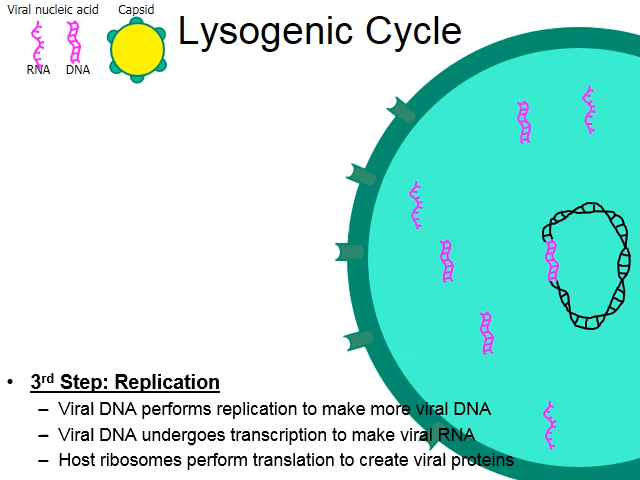 Viral nucleic acid Capsid
Lysogenic Cycle
RNA DNA
• 3rd Step: Replication
– Viral DNA performs replication to make more viral DNA
– Viral DNA undergoes transcription to make viral RNA
– Host ribosomes perform translation to create viral proteins